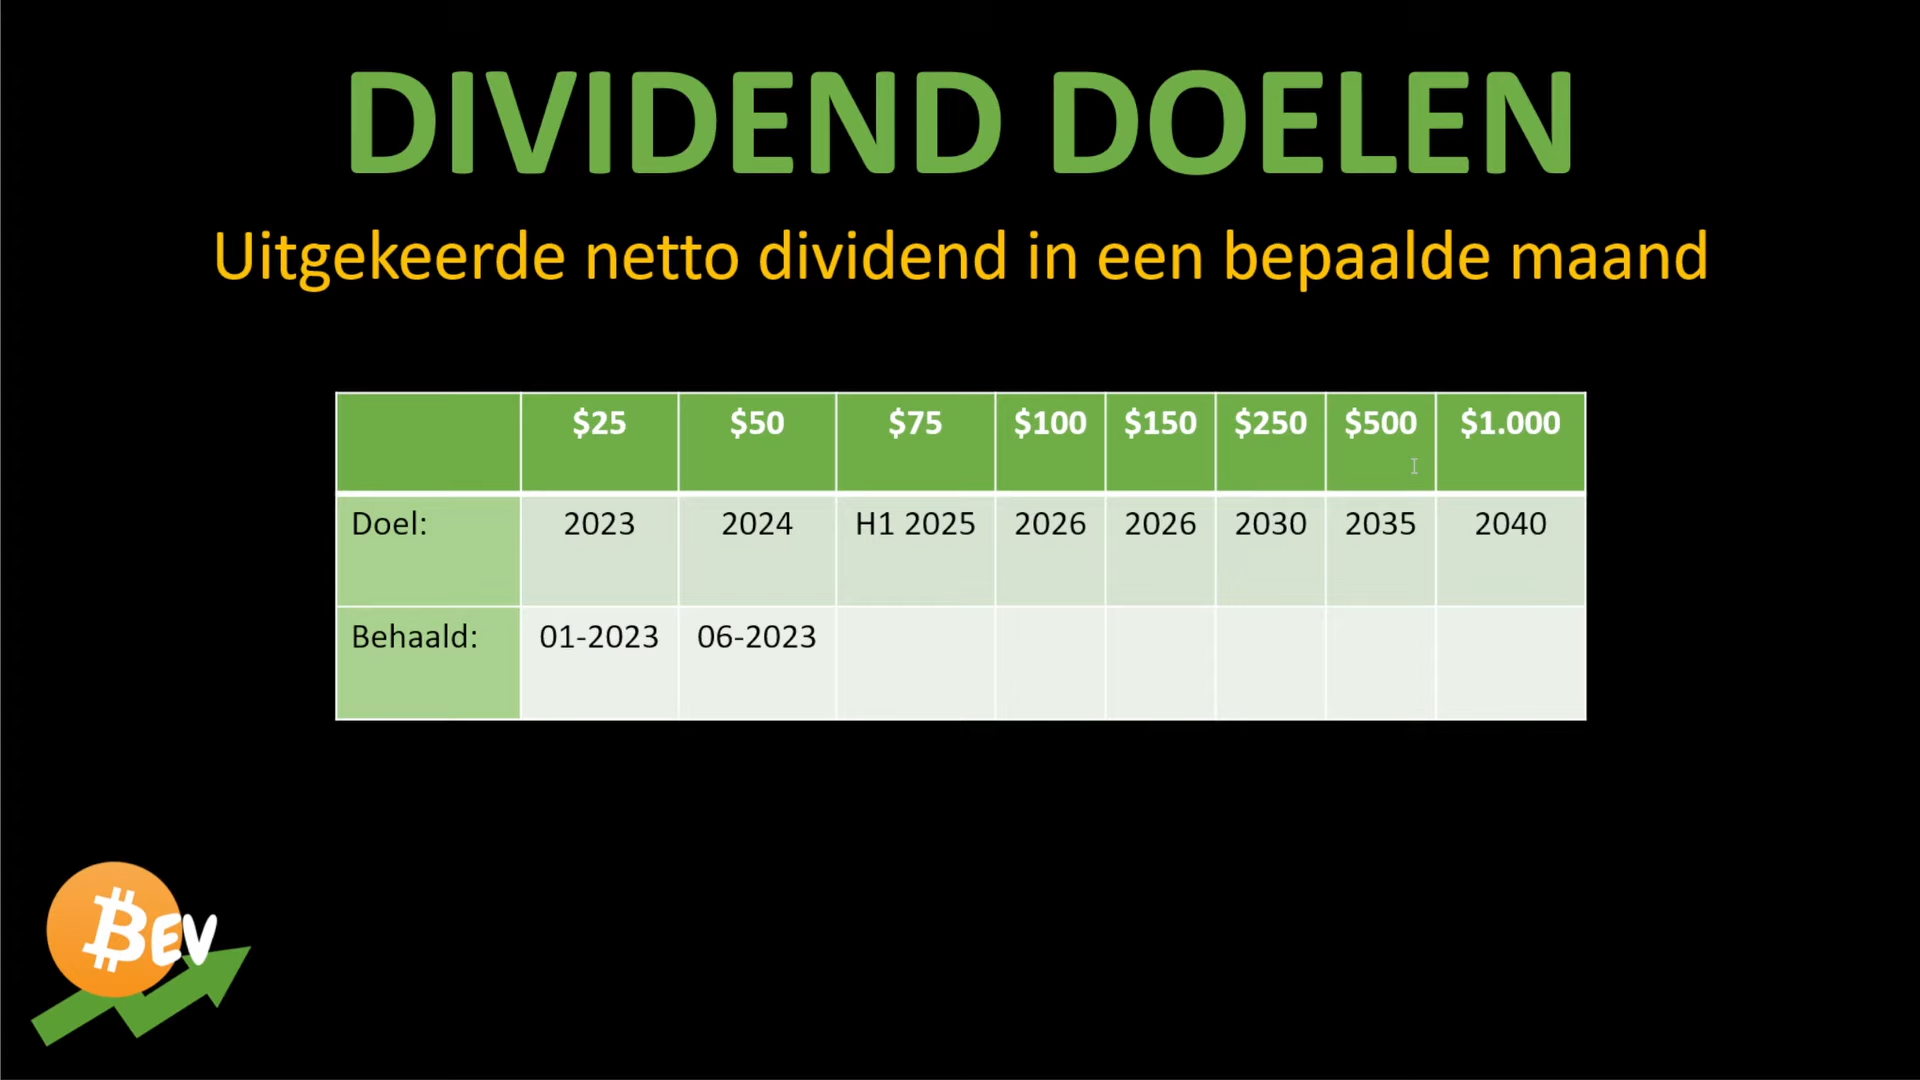 DIVIDEND DOELEN
Uitgekeerde netto dividend in een bepaalde maand
$25 $50 $75 $100 $150 $250 $500 $1.000
Doel: 2023 2024 H1 2025 2026 2026 2030 2035 2040
Behaald: 01-2023 06-2023
BEV